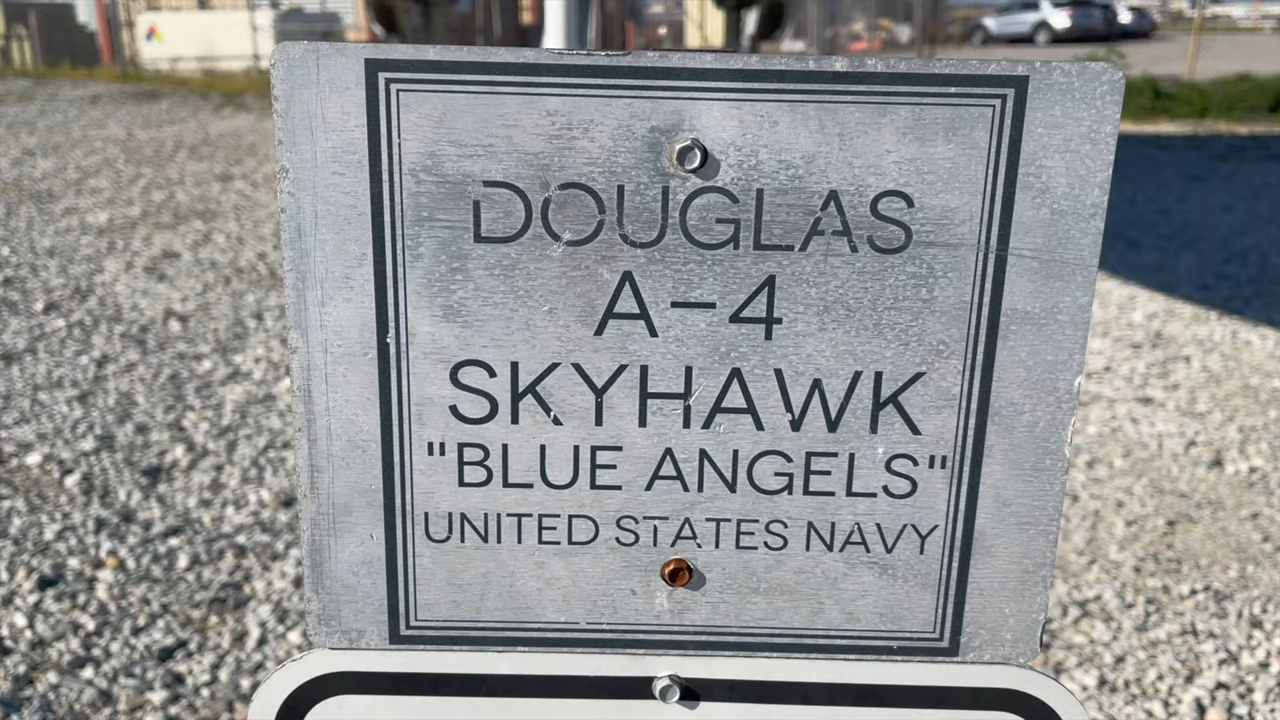 DOUGLAS
A-4
SKYHAWK
"BLUE ANGELS"
UNITED STATES NAVY